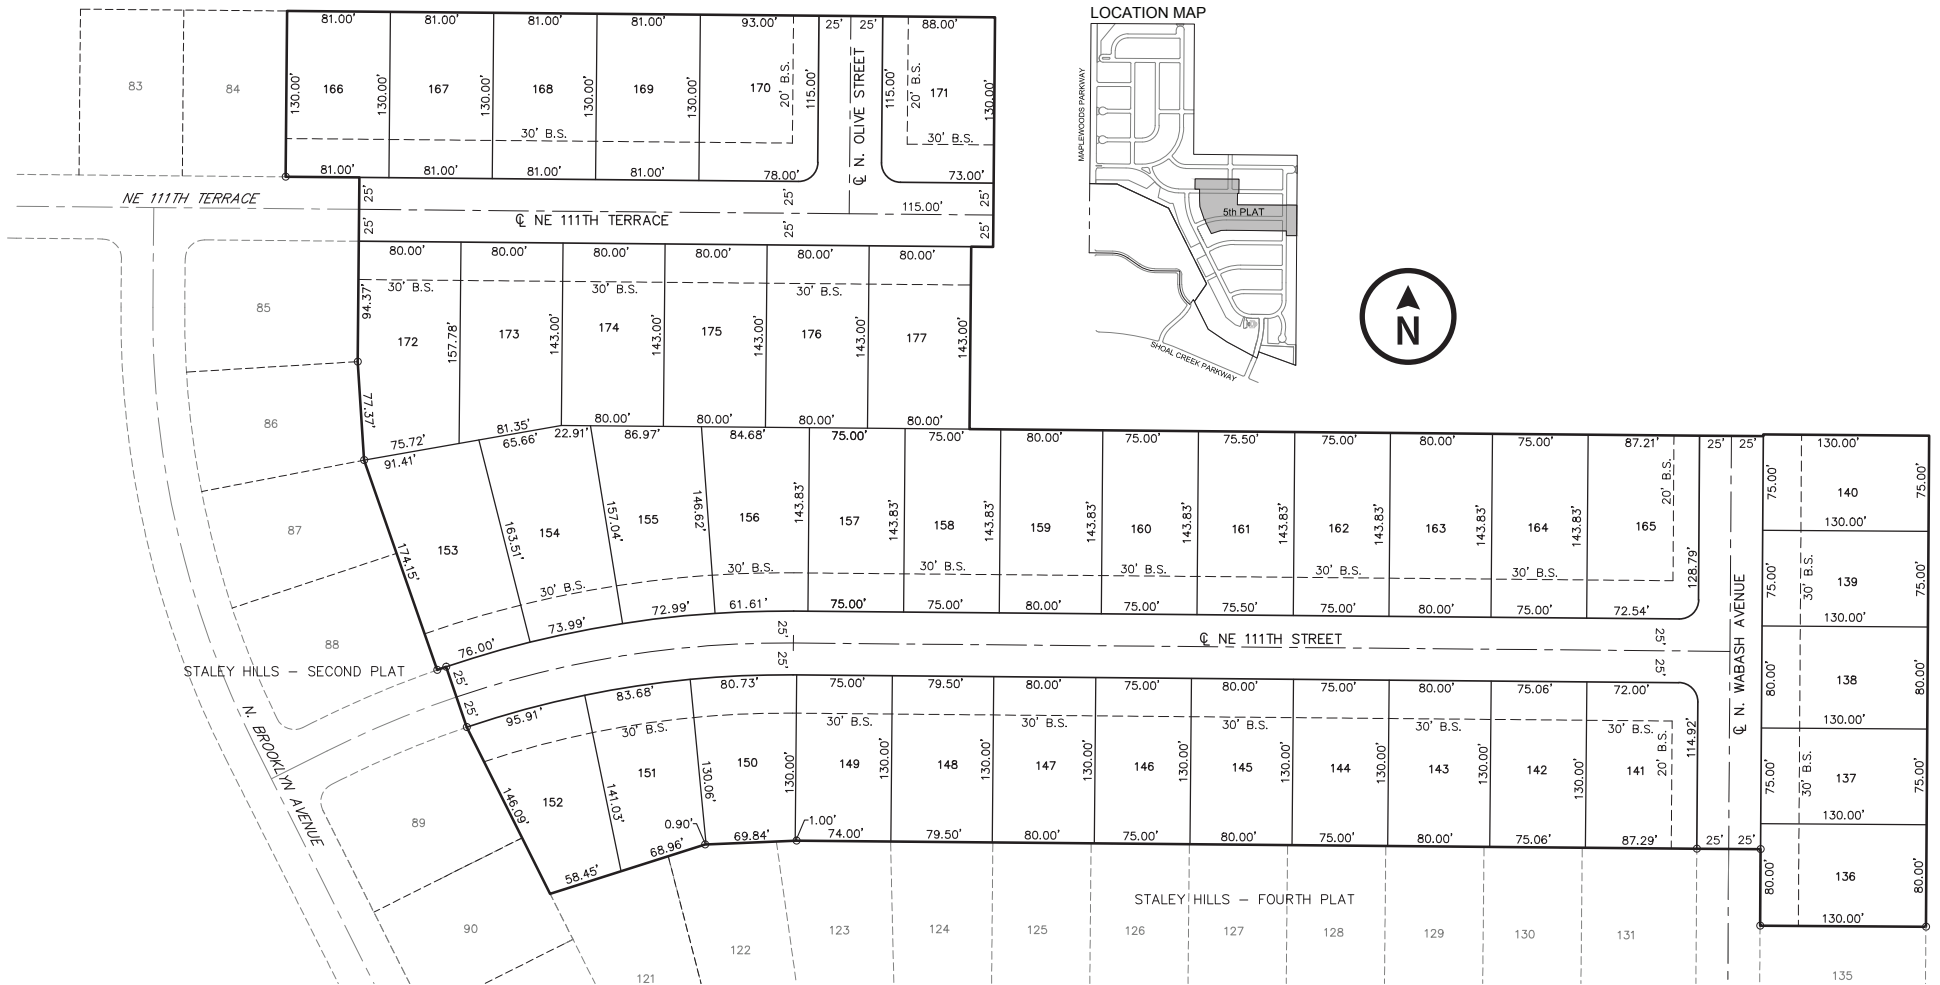 81.00' 81.00' 81.00' 81.00' 93.00' 25' 25' 88.00'
LOCATION MAP
83 84 130.00' 166 130.00' 167 130.00' 168 130.00' 169 130.00' 170 20' B.S. 115.00' ℄ N. OLIVE STREET 115.00' 20' B.S. 171 130.00'
30' B.S. 30' B.S.
81.00' 81.00' 81.00' 81.00' 78.00' 73.00'
MAPLEWOODS PARKWAY
5th PLAT
SHOAL CREEK PARKWAY
N
NE 111TH TERRACE 25' 25' 25'
115.00'
℄ NE 111TH TERRACE
25' 25' 25'
80.00' 80.00' 80.00' 80.00' 80.00' 80.00'
30' B.S. 30' B.S. 30' B.S.
85 94.37' 172 157.78' 173 143.00' 174 143.00' 175 143.00' 176 143.00' 177 143.00'
86 77.37'
75.72' 81.35' 80.00' 80.00' 80.00' 80.00'
91.41' 65.66' 22.91' 86.97' 84.68' 75.00' 75.00' 80.00' 75.00' 75.50' 75.00' 80.00' 75.00' 87.21' 25' 25' 130.00'
87 174.15' 153 163.51' 154 157.04' 155 146.62' 156 143.83' 157 143.83' 158 143.83' 159 143.83' 160 143.83' 161 143.83' 162 143.83' 163 143.83' 164 143.83' 165 20' B.S. 128.79'
75.00' 140 75.00'
130.00'
30' B.S. 30' B.S. 30' B.S. 30' B.S. 30' B.S. 30' B.S.
75.00' 30' B.S. 139 75.00'
130.00'
88 76.00' 73.99' 72.99' 61.61' 75.00' 75.00' 80.00' 75.00' 75.50' 75.00' 80.00' 75.00' 72.54'
25' 25' 25'
℄ NE 111TH STREET
25' 25' 25'
℄ N. WABASH AVENUE
STALEY HILLS – SECOND PLAT
80.00' 138 80.00'
130.00'
95.91' 83.68' 80.73' 75.00' 79.50' 80.00' 75.00' 80.00' 75.00' 80.00' 75.06' 72.00'
30' B.S. 30' B.S. 30' B.S. 30' B.S. 30' B.S. 30' B.S.
N. BROOKLYN AVENUE
89 146.09' 152 141.03' 151 130.06' 150 130.00' 149 130.00' 148 130.00' 147 130.00' 146 130.00' 145 130.00' 144 130.00' 143 130.00' 142 130.00' 141 20' B.S. 114.92'
75.00' 30' B.S. 137 75.00'
130.00'
58.45' 68.96' 0.90' 69.84' 1.00' 74.00' 79.50' 80.00' 75.00' 80.00' 75.00' 80.00' 75.06' 87.29' 25' 25'
80.00' 136 80.00'
130.00'
STALEY HILLS – FOURTH PLAT
90 121 122 123 124 125 126 127 128 129 130 131 135